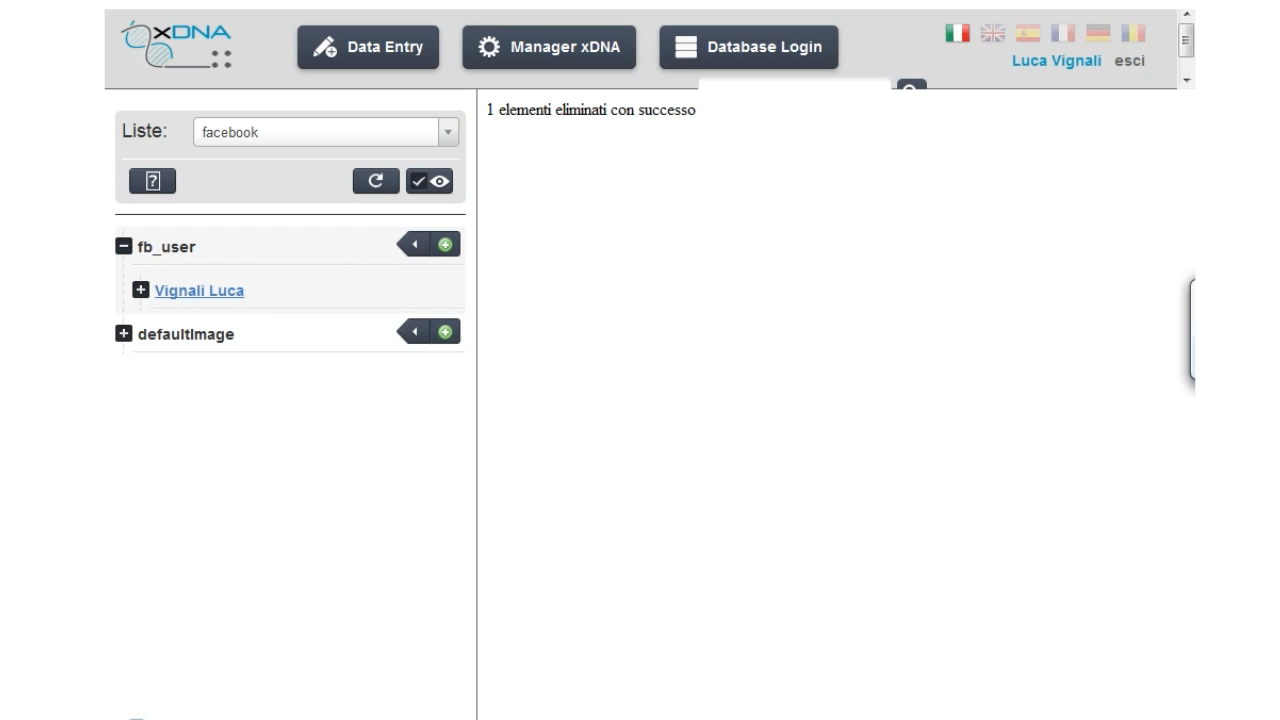 xDNA
Data Entry
Manager xDNA
Database Login
Luca Vignali esci
1 elementi eliminati con successo
Liste: facebook
?
fb_user
Vignali Luca
defaultImage